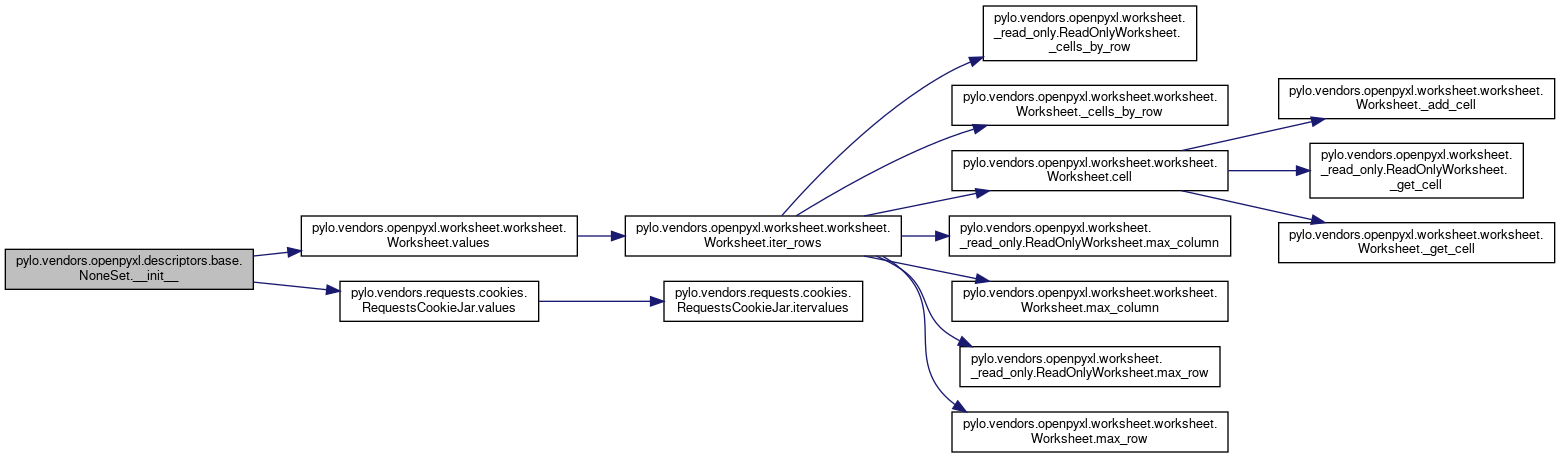 pylo.vendors.openpyxl.descriptors.base.
NoneSet.__init__
pylo.vendors.openpyxl.worksheet.worksheet.
Worksheet.values
pylo.vendors.requests.cookies.
RequestsCookieJar.values
pylo.vendors.openpyxl.worksheet.worksheet.
Worksheet.iter_rows
pylo.vendors.requests.cookies.
RequestsCookieJar.itervalues
pylo.vendors.openpyxl.worksheet.
_read_only.ReadOnlyWorksheet.
_cells_by_row
pylo.vendors.openpyxl.worksheet.worksheet.
Worksheet._cells_by_row
pylo.vendors.openpyxl.worksheet.worksheet.
Worksheet.cell
pylo.vendors.openpyxl.worksheet.
_read_only.ReadOnlyWorksheet.max_column
pylo.vendors.openpyxl.worksheet.worksheet.
Worksheet.max_column
pylo.vendors.openpyxl.worksheet.
_read_only.ReadOnlyWorksheet.max_row
pylo.vendors.openpyxl.worksheet.worksheet.
Worksheet.max_row
pylo.vendors.openpyxl.worksheet.worksheet.
Worksheet._add_cell
pylo.vendors.openpyxl.worksheet.
_read_only.ReadOnlyWorksheet.
_get_cell
pylo.vendors.openpyxl.worksheet.worksheet.
Worksheet._get_cell